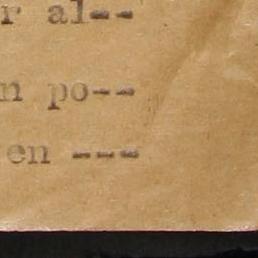 r al--
n po--
en ---